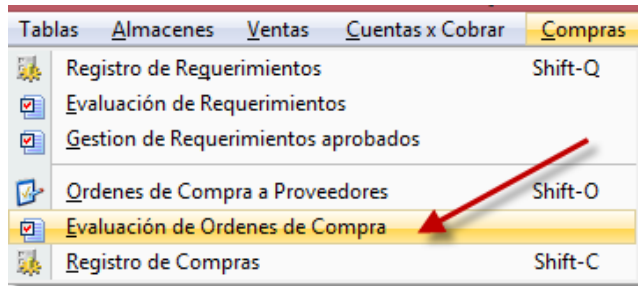 Tablas Almacenes Ventas Cuentas x Cobrar Compras
Registro de Requerimientos Shift-Q
Evaluación de Requerimientos
Gestion de Requerimientos aprobados
Ordenes de Compra a Proveedores Shift-O
Evaluación de Ordenes de Compra
Registro de Compras Shift-C